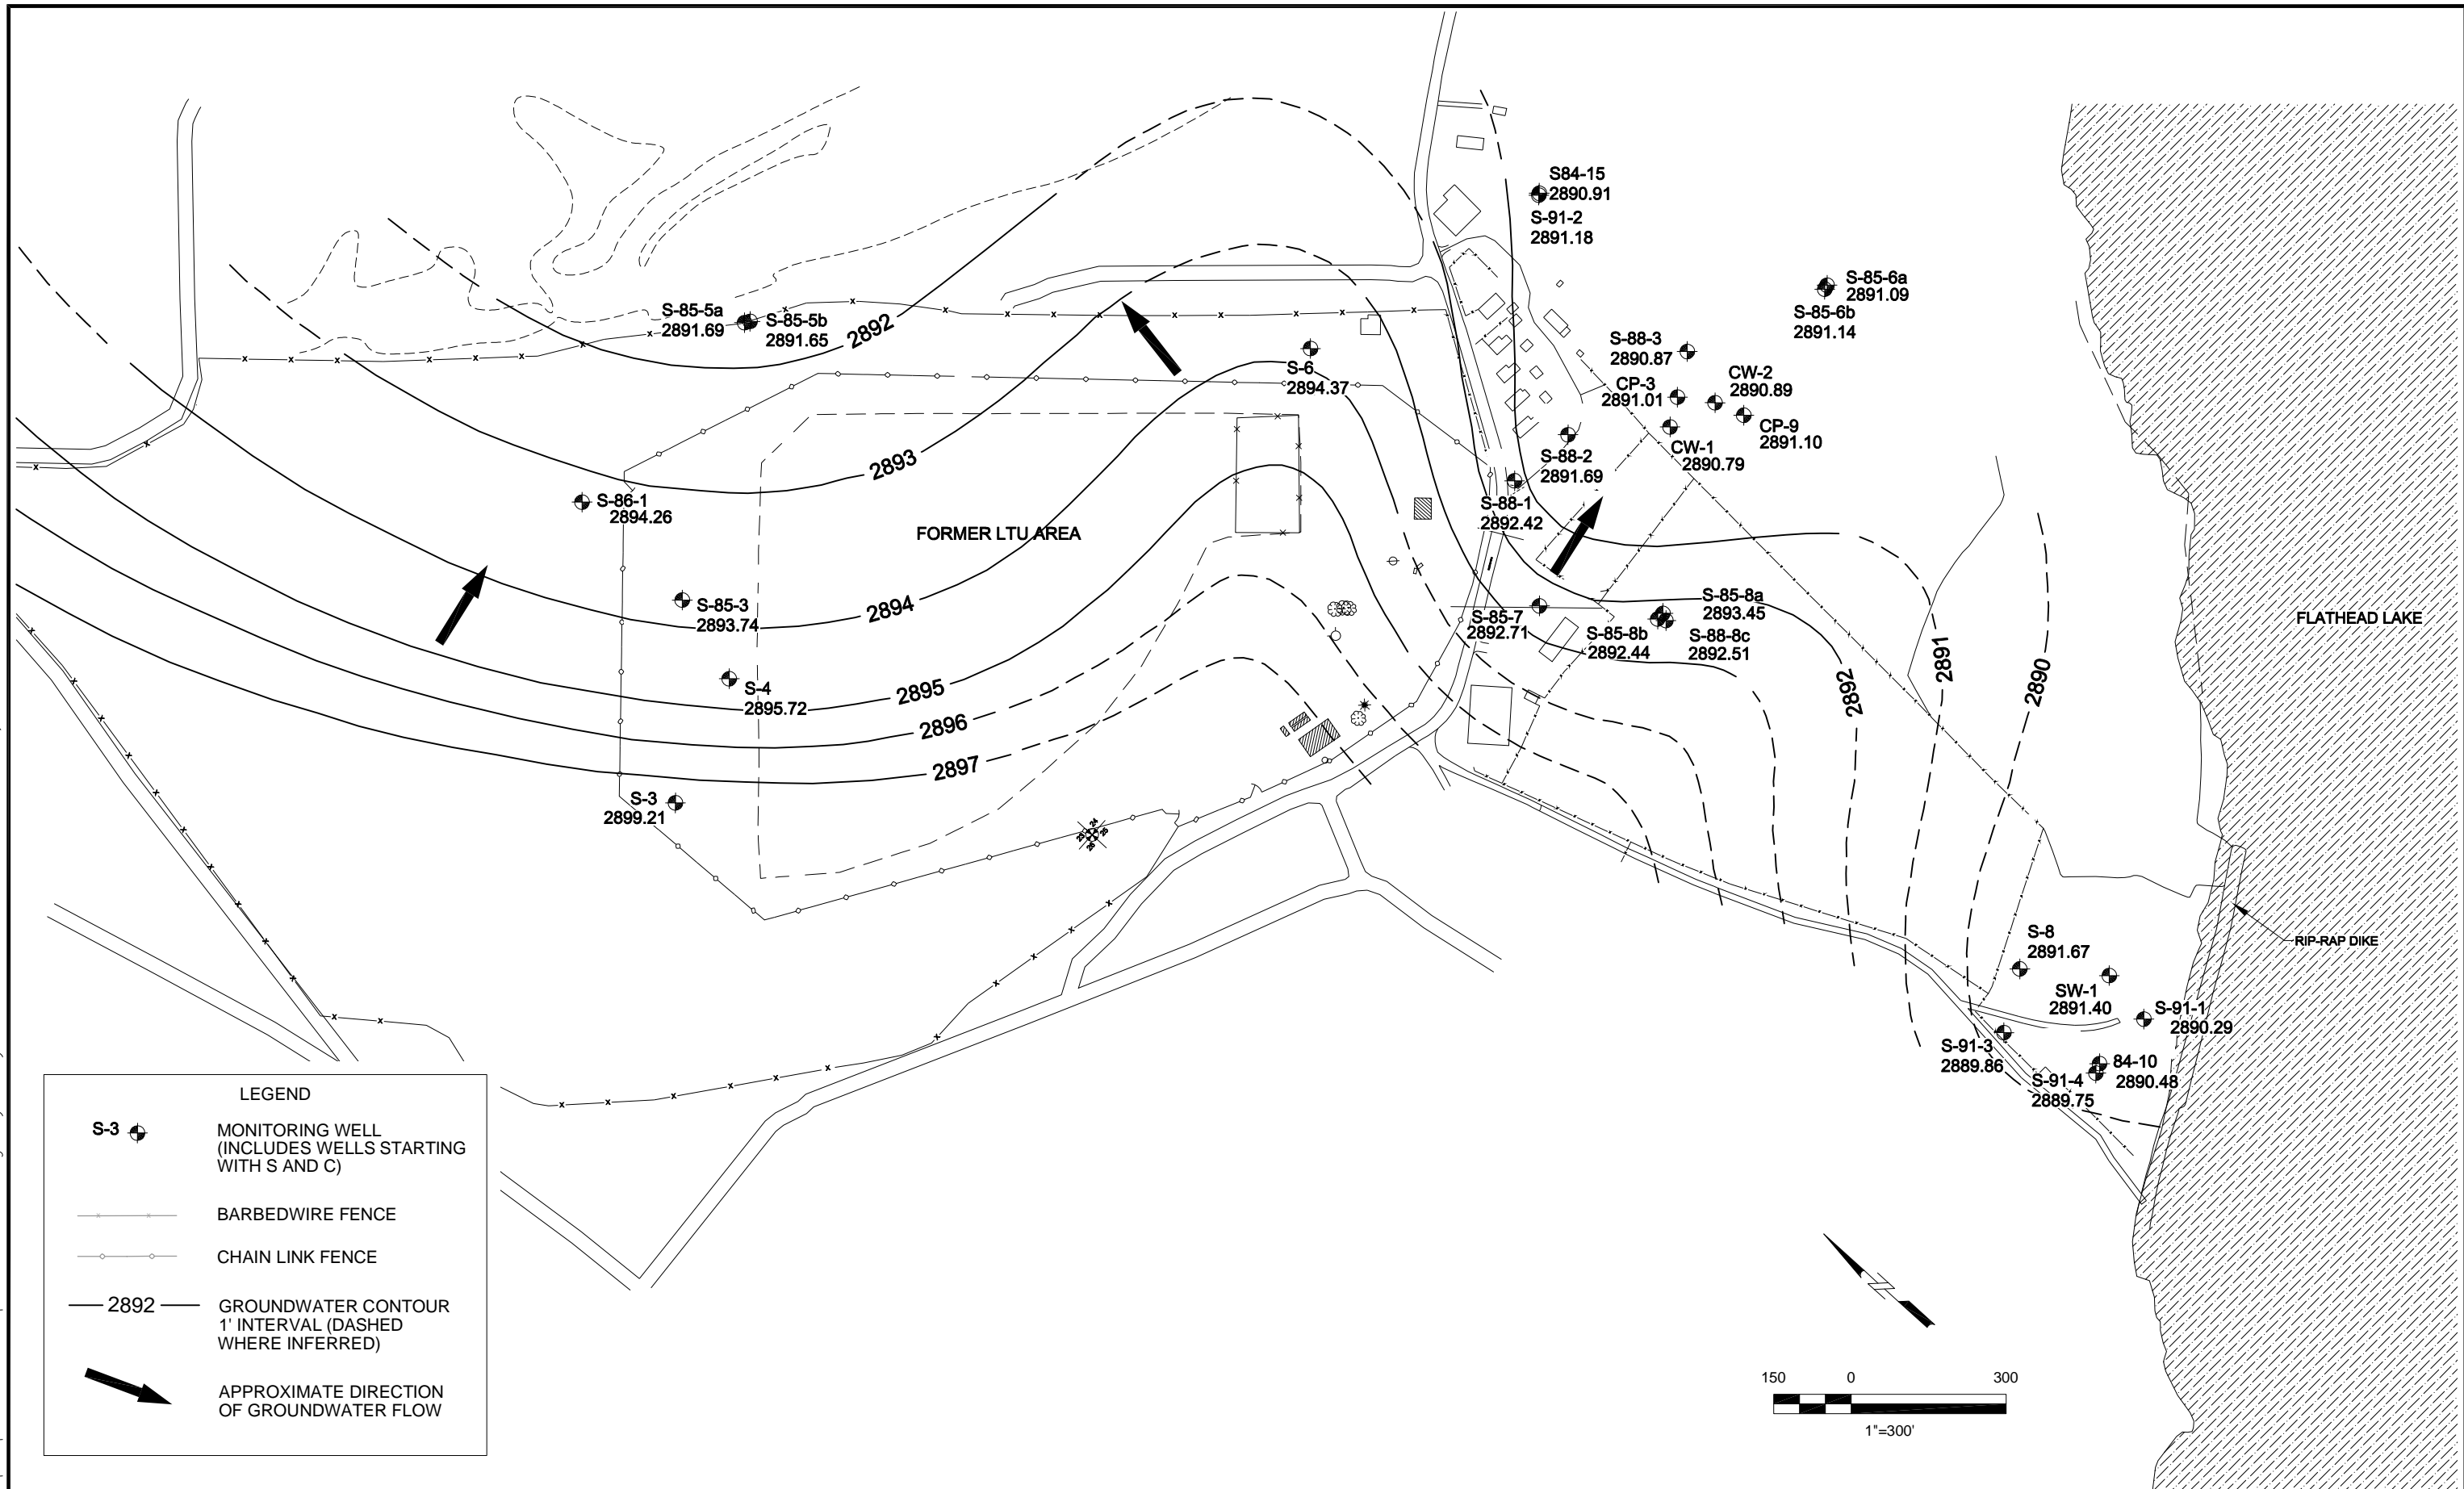 S84-15
2890.91
S-91-2
2891.18
S-85-6a
2891.09
S-85-6b
2891.14
S-85-5a
2891.69
S-85-5b
2891.65
2892
S-6
2894.37
S-88-3
2890.87
CP-3
2891.01
CW-2
2890.89
CP-9
2891.10
CW-1
2890.79
S-88-2
2891.69
S-88-1
2892.42
2893
S-86-1
2894.26
FORMER LTU AREA
S-85-3
2893.74
2894
S-85-7
2892.71
S-85-8a
2893.45
S-85-8b
2892.44
S-88-8c
2892.51
FLATHEAD LAKE
2892
2891
2890
S-4
2895.72
2895
2896
2897
S-3
2899.21
RIP-RAP DIKE
S-8
2891.67
SW-1
2891.40
S-91-1
2890.29
S-91-3
2889.86
84-10
2890.48
S-91-4
2889.75
LEGEND
S-3
MONITORING WELL
(INCLUDES WELLS STARTING
WITH S AND C)
BARBEDWIRE FENCE
CHAIN LINK FENCE
2892
GROUNDWATER CONTOUR
1' INTERVAL (DASHED
WHERE INFERRED)
APPROXIMATE DIRECTION
OF GROUNDWATER FLOW
N
150 0 300
1"=300'